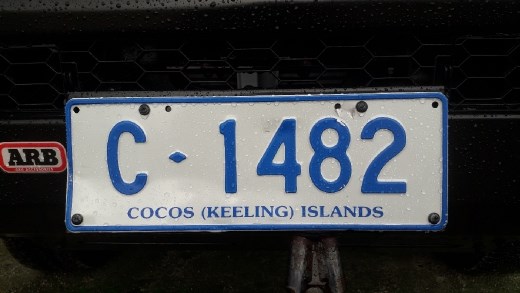 ARB
C 1482
COCOS (KEELING) ISLANDS